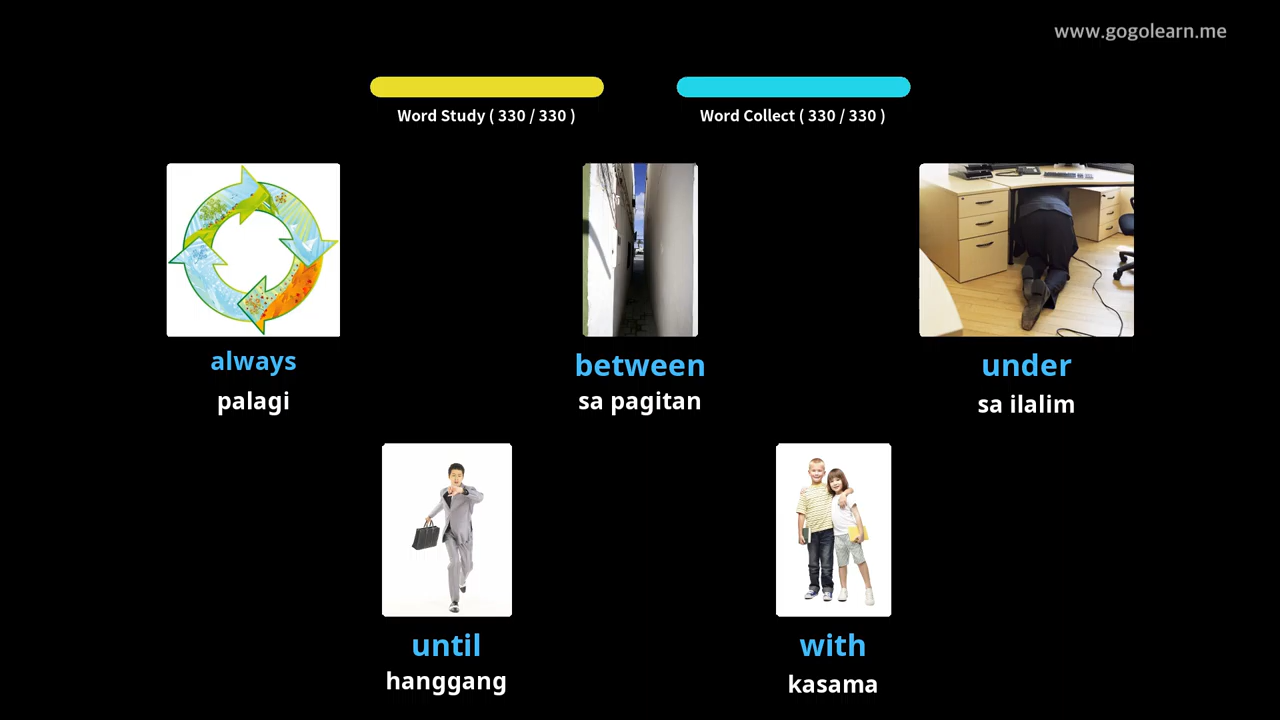 www.gogolearn.me
Word Study ( 330 / 330 )
Word Collect ( 330 / 330 )
always
palagi
between
sa pagitan
under
sa ilalim
until
hanggang
with
kasama